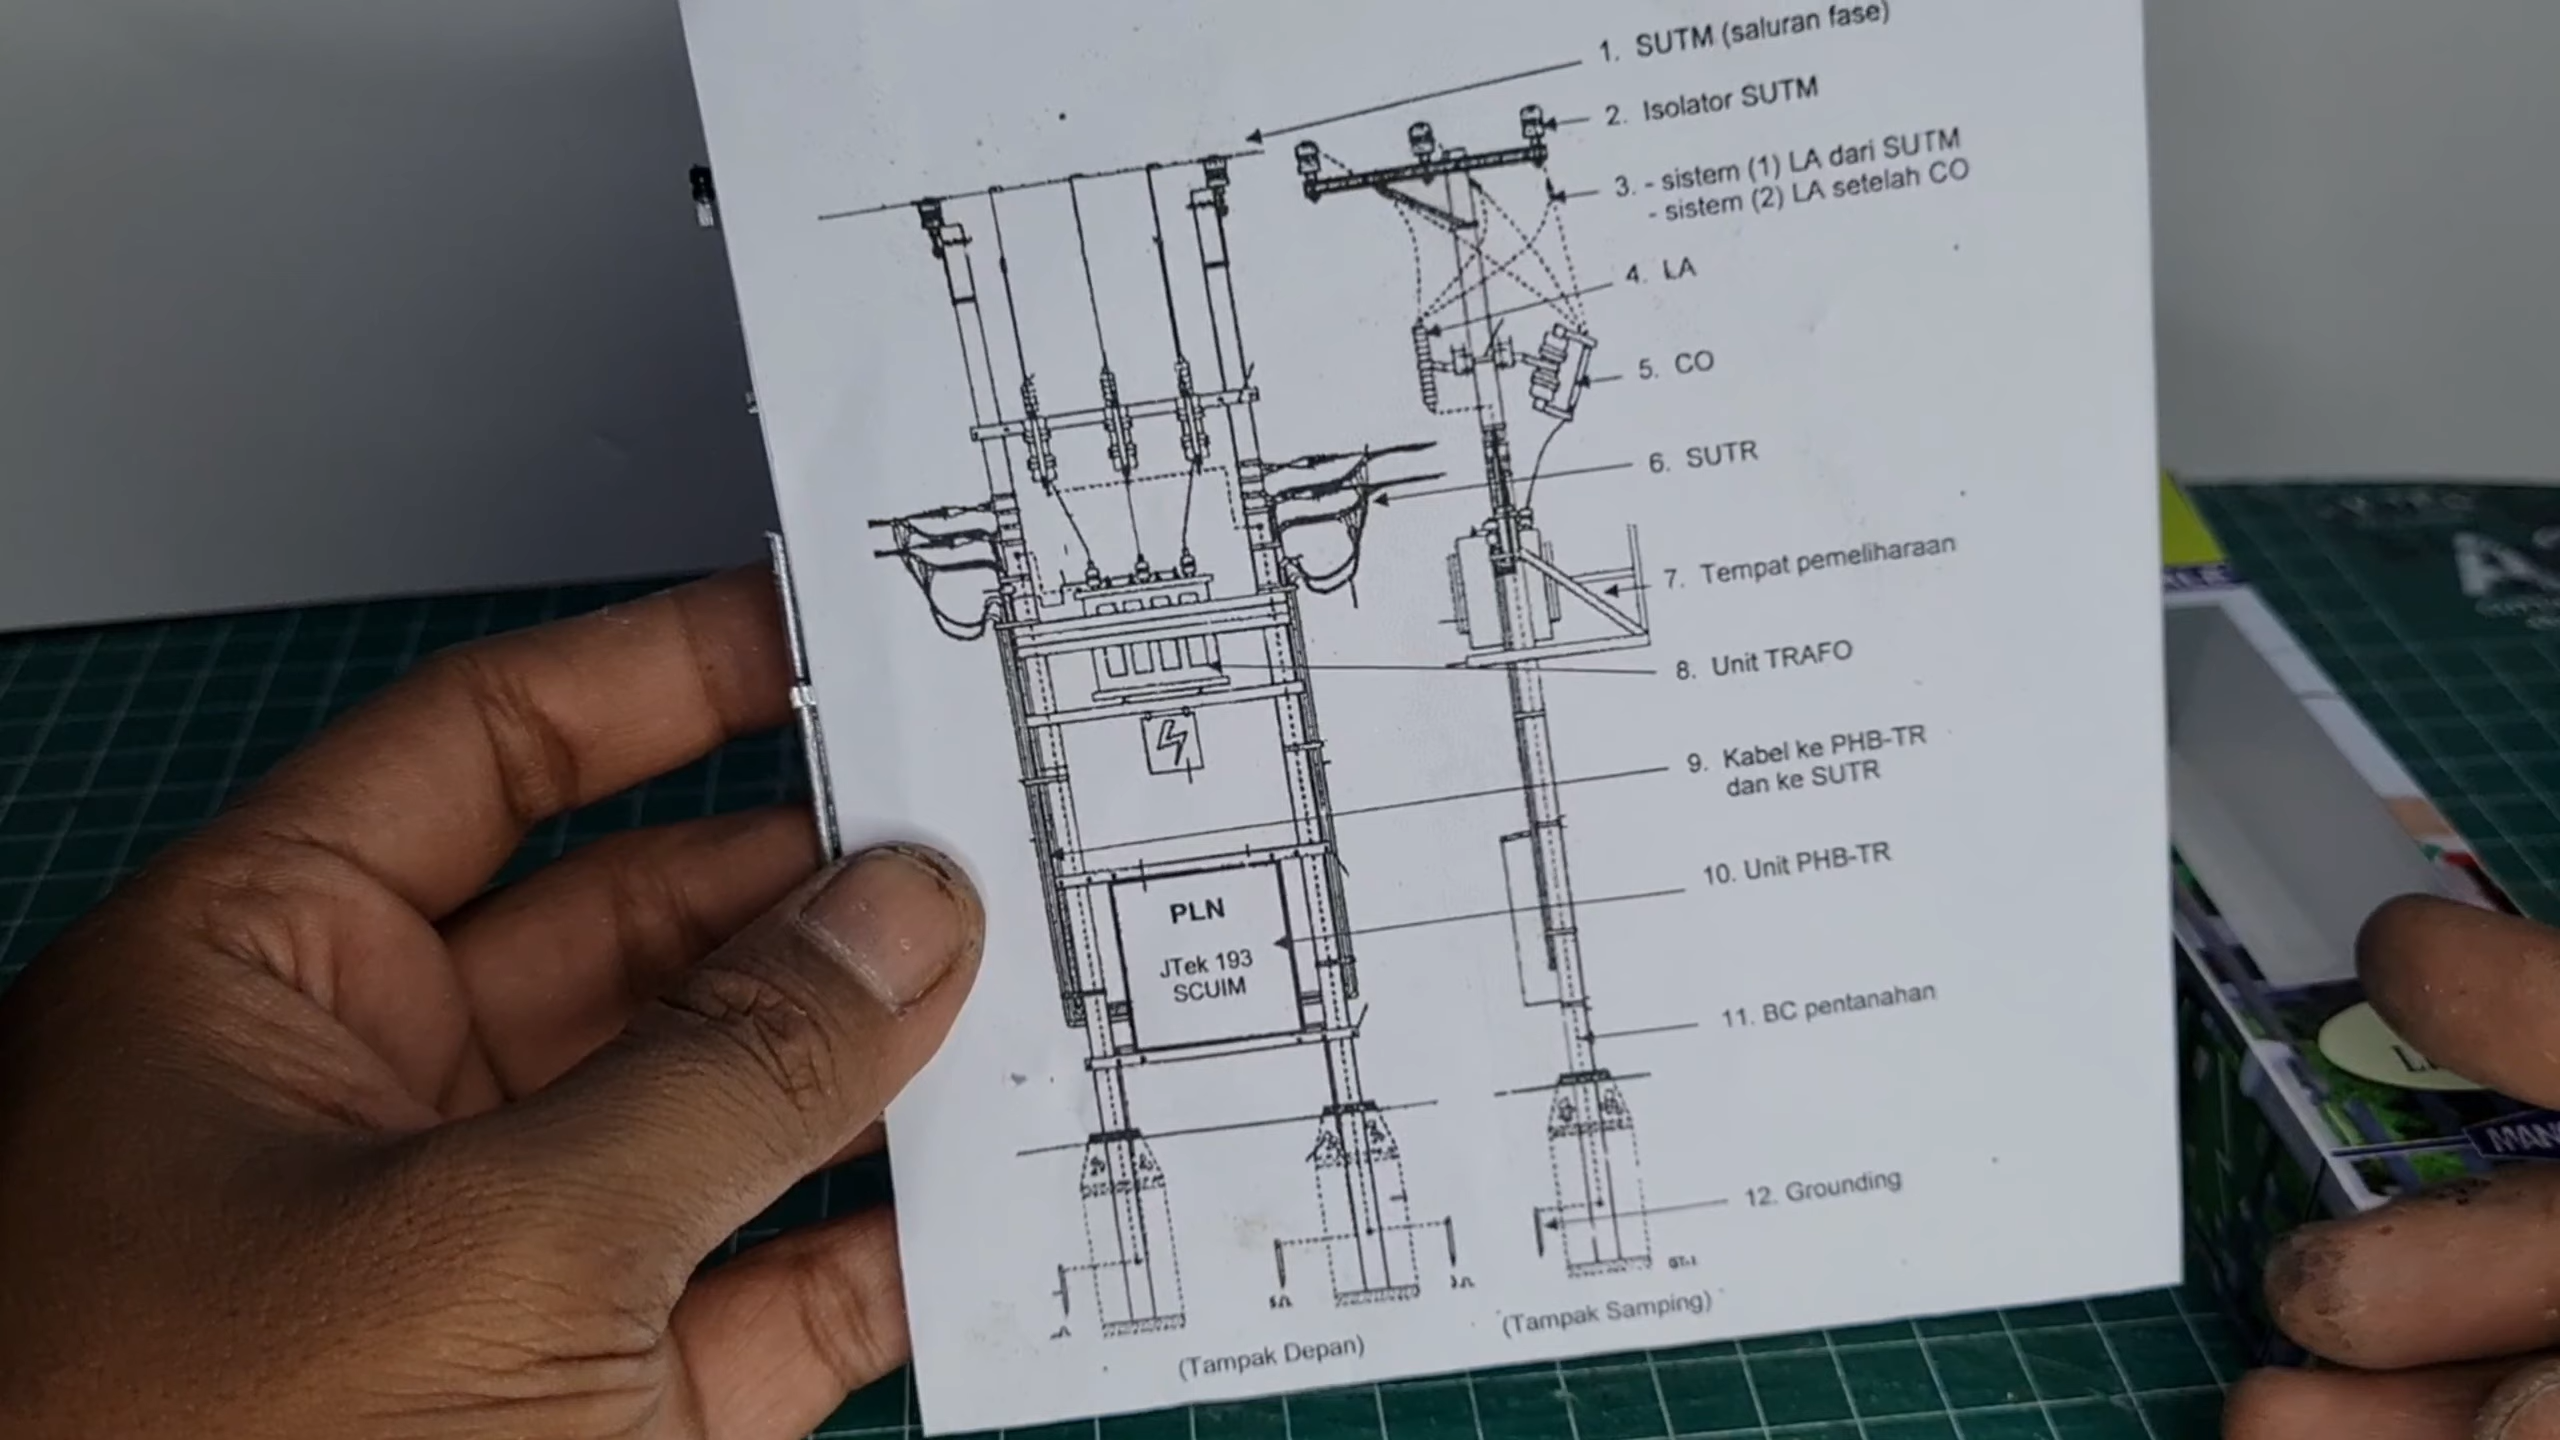 1. SUTM (saluran fase)
2. Isolator SUTM
3. - sistem (1) LA dari SUTM
- sistem (2) LA setelah CO
4. LA
5. CO
6. SUTR
7. Tempat pemeliharaan
8. Unit TRAFO
9. Kabel ke PHB-TR
dan ke SUTR
10. Unit PHB-TR
PLN
JTek 193
SCUIM
11. BC pentanahan
12. Grounding
(Tampak Depan)
(Tampak Samping)